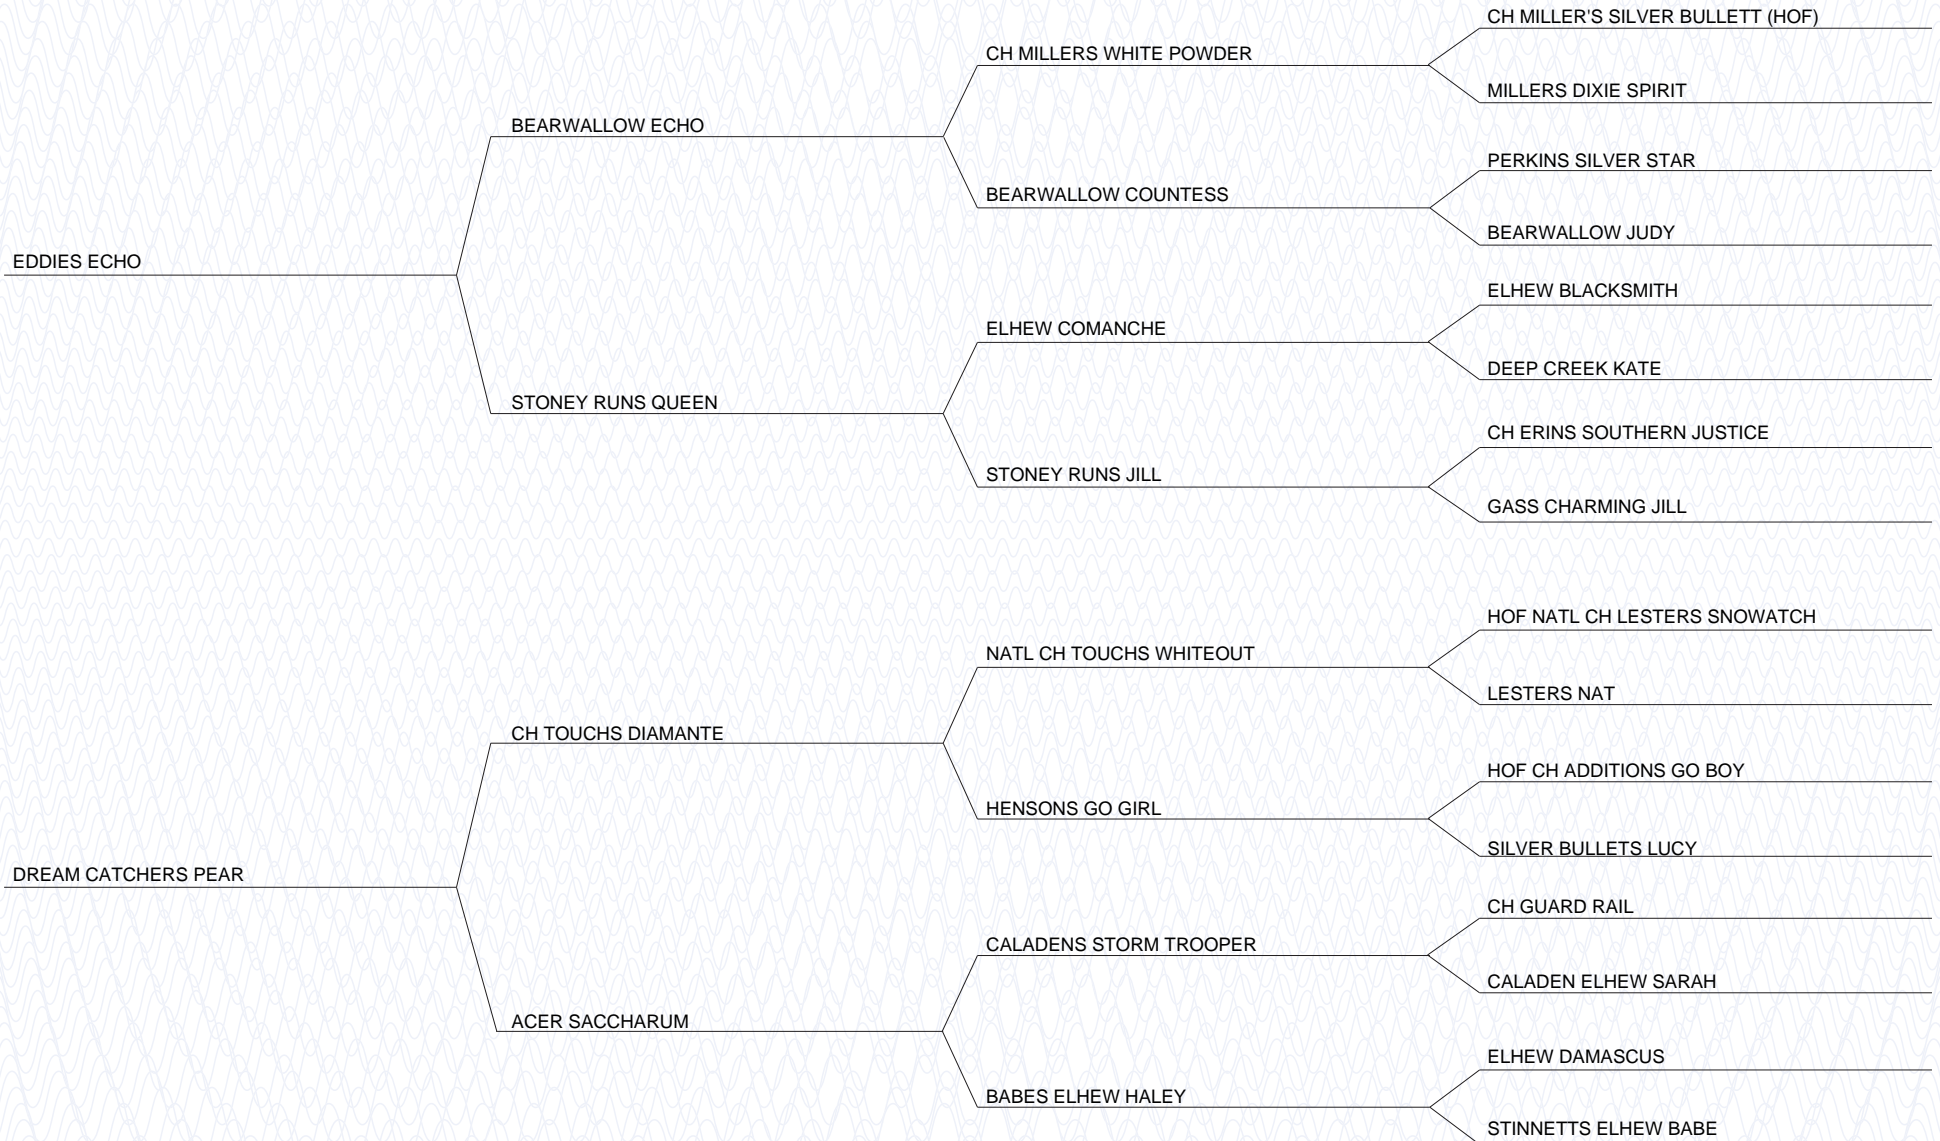 CH MILLER'S SILVER BULLETT (HOF)
CH MILLERS WHITE POWDER
MILLERS DIXIE SPIRIT
BEARWALLOW ECHO
PERKINS SILVER STAR
BEARWALLOW COUNTESS
BEARWALLOW JUDY
EDDIES ECHO
ELHEW BLACKSMITH
ELHEW COMANCHE
DEEP CREEK KATE
STONEY RUNS QUEEN
CH ERINS SOUTHERN JUSTICE
STONEY RUNS JILL
GASS CHARMING JILL
HOF NATL CH LESTERS SNOWATCH
NATL CH TOUCHS WHITEOUT
LESTERS NAT
CH TOUCHS DIAMANTE
HOF CH ADDITIONS GO BOY
HENSONS GO GIRL
SILVER BULLETS LUCY
DREAM CATCHERS PEAR
CH GUARD RAIL
CALADENS STORM TROOPER
CALADEN ELHEW SARAH
ACER SACCHARUM
ELHEW DAMASCUS
BABES ELHEW HALEY
STINNETTS ELHEW BABE